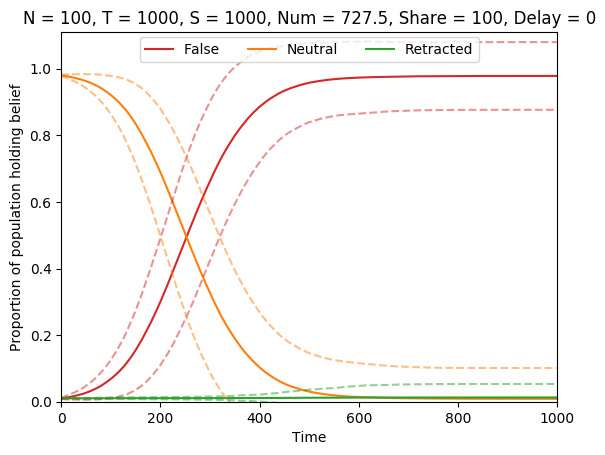 N = 100, T = 1000, S = 1000, Num = 727.5, Share = 100, Delay = 0
False Neutral Retracted
Proportion of population holding belief
1.0
0.8
0.6
0.4
0.2
0.0
0 200 400 600 800 1000
Time